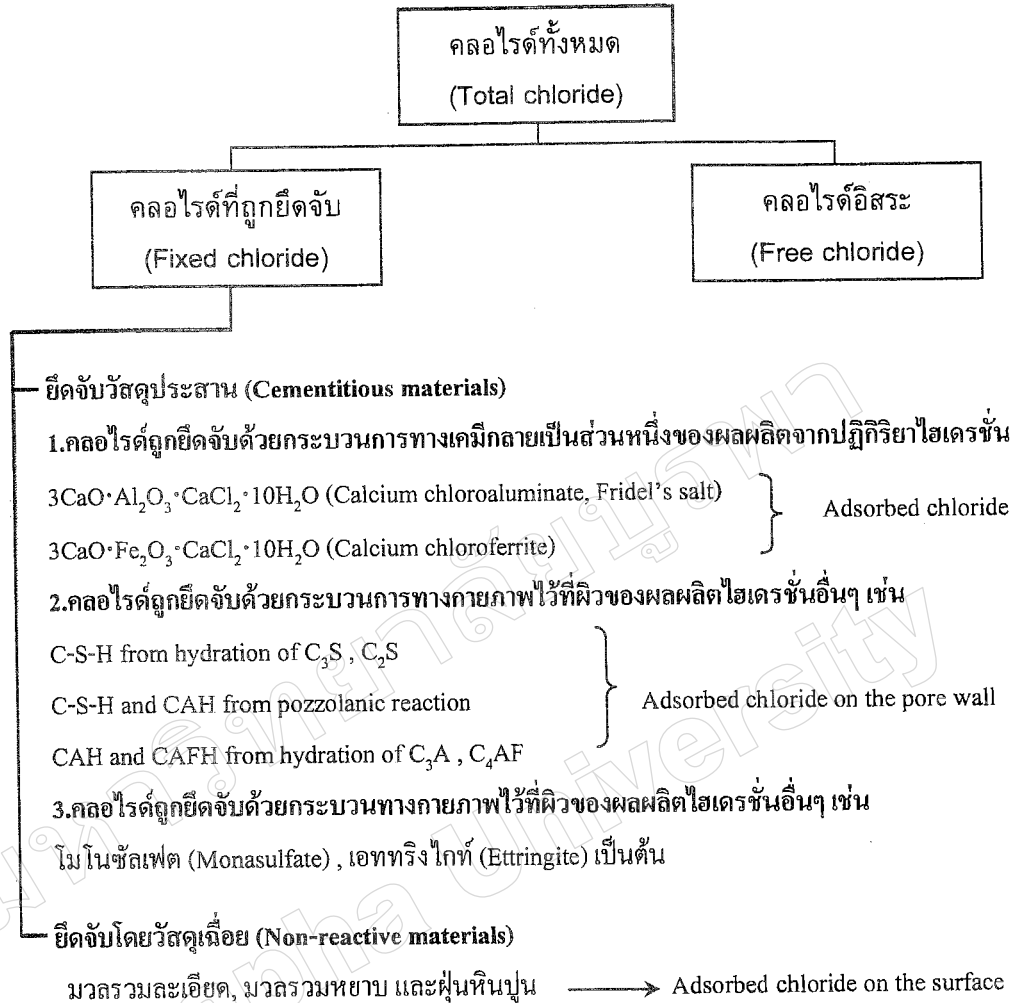 คลอไรด์ทั้งหมด
(Total chloride)
คลอไรด์ที่ถูกยึดจับ
(Fixed chloride)
คลอไรด์อิสระ
(Free chloride)
ยึดจับวัสดุประสาน (Cementitious materials)
1.คลอไรด์ถูกยึดจับด้วยกระบวนการทางเคมีกลายเป็นส่วนหนึ่งของผลผลิตจากปฏิกิริยาไฮเดรชั่น
3CaO·Al₂O₃·CaCl₂·10H₂O (Calcium chloroaluminate, Fridel's salt)
Adsorbed chloride
3CaO·Fe₂O₃·CaCl₂·10H₂O (Calcium chloroferrite)
2.คลอไรด์ถูกยึดจับด้วยกระบวนการทางกายภาพไว้ที่ผิวของผลผลิตไฮเดรชั่นอื่นๆ เช่น
C-S-H from hydration of C₃S , C₂S
C-S-H and CAH from pozzolanic reaction
Adsorbed chloride on the pore wall
CAH and CAFH from hydration of C₃A , C₄AF
3.คลอไรด์ถูกยึดจับด้วยกระบวนทางกายภาพไว้ที่ผิวของผลผลิตไฮเดรชั่นอื่นๆ เช่น
โมโนซัลเฟต (Monasulfate) , เอททริงไกท์ (Ettringite) เป็นต้น
ยึดจับโดยวัสดุเฉื่อย (Non-reactive materials)
มวลรวมละเอียด, มวลรวมหยาบ และฝุ่นหินปูน → Adsorbed chloride on the surface